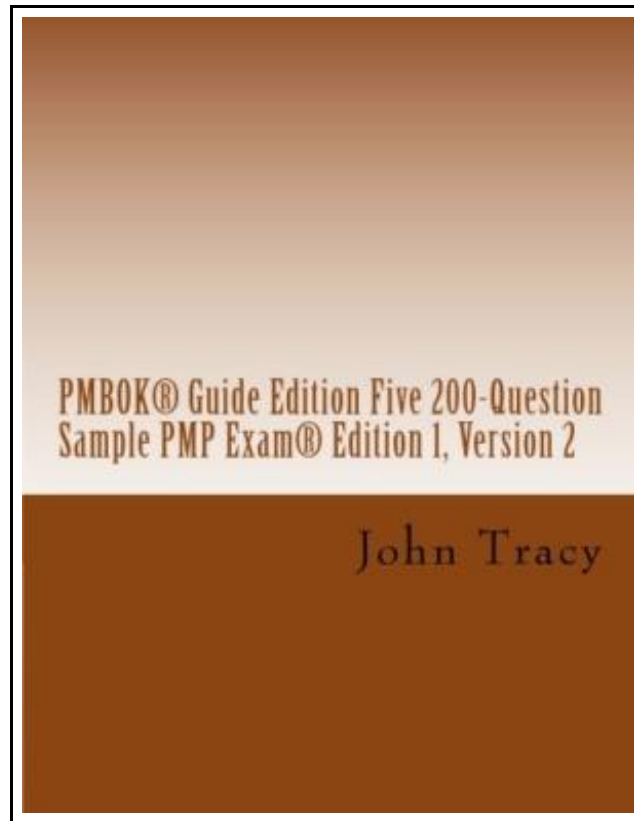 PMBOK® Guide Edition Five 200-Question
Sample PMP Exam® Edition 1, Version 2
John Tracy